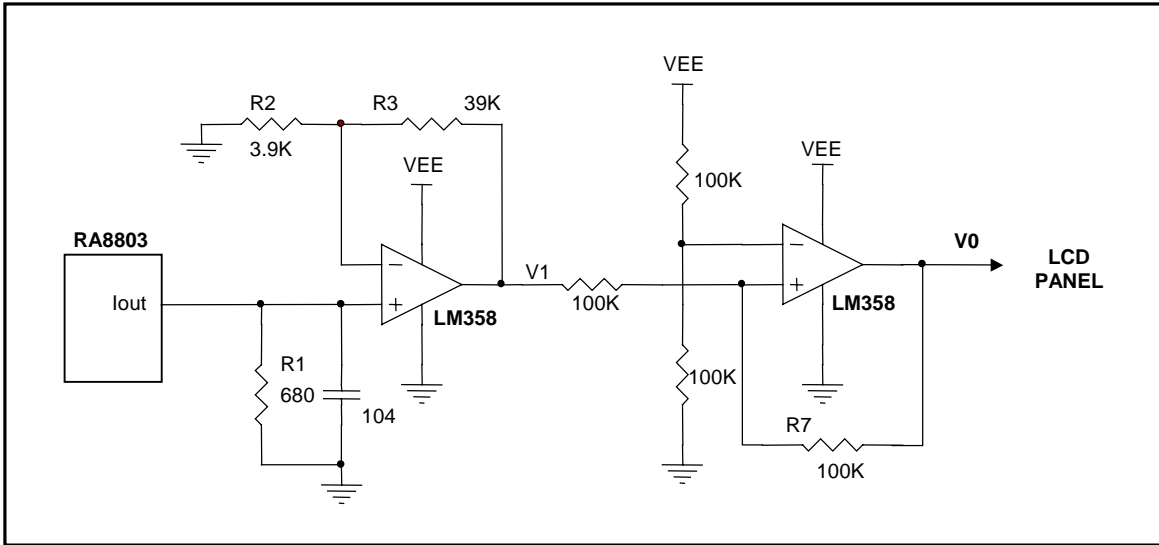 VEE
R2
R3
39K
3.9K
VEE
VEE
100K
RA8803
V0
LCD
PANEL
V1
Iout
100K
LM358
LM358
R1
680
104
100K
R7
100K
−
+
−
+